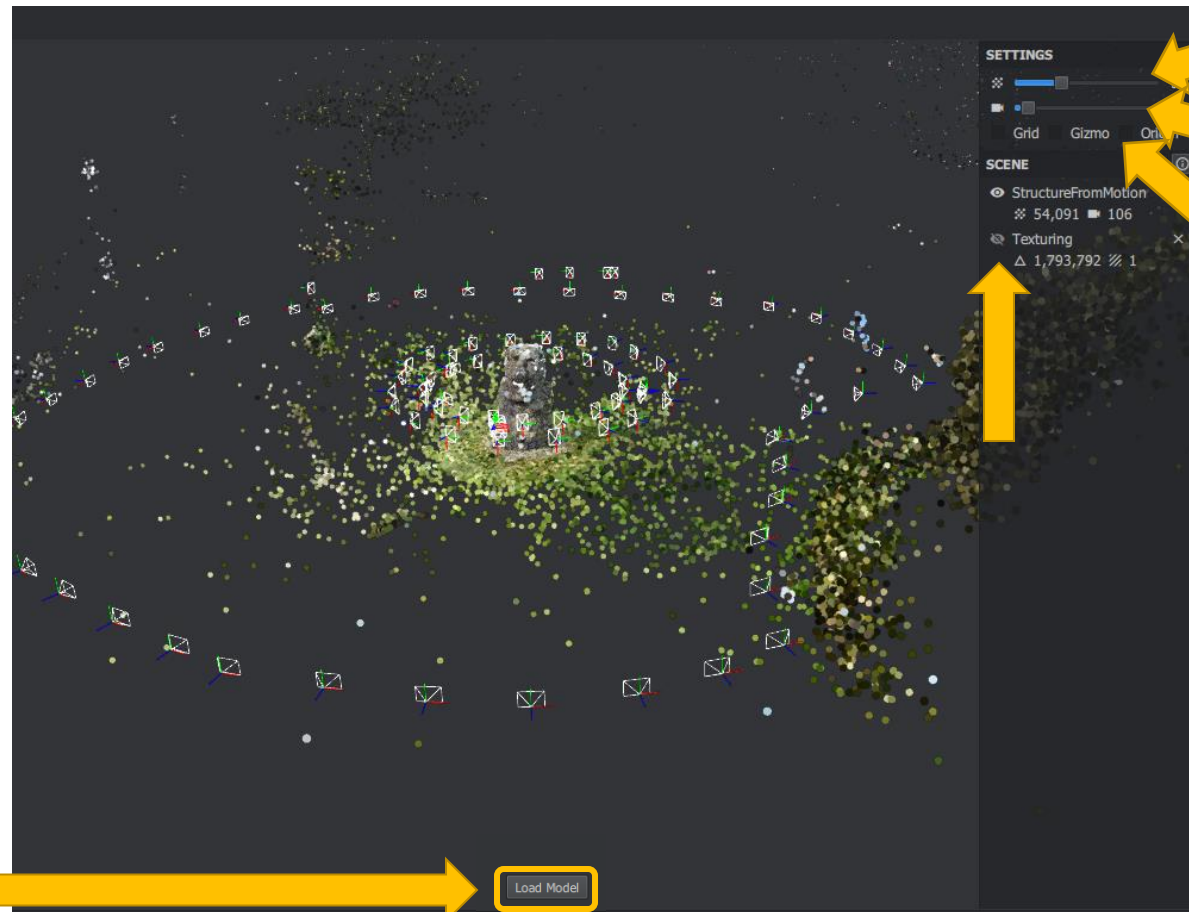 SETTINGS
Grid Gizmo
SCENE
StructureFromMotion
54,091 106
Texturing
1,793,792 1
Load Model